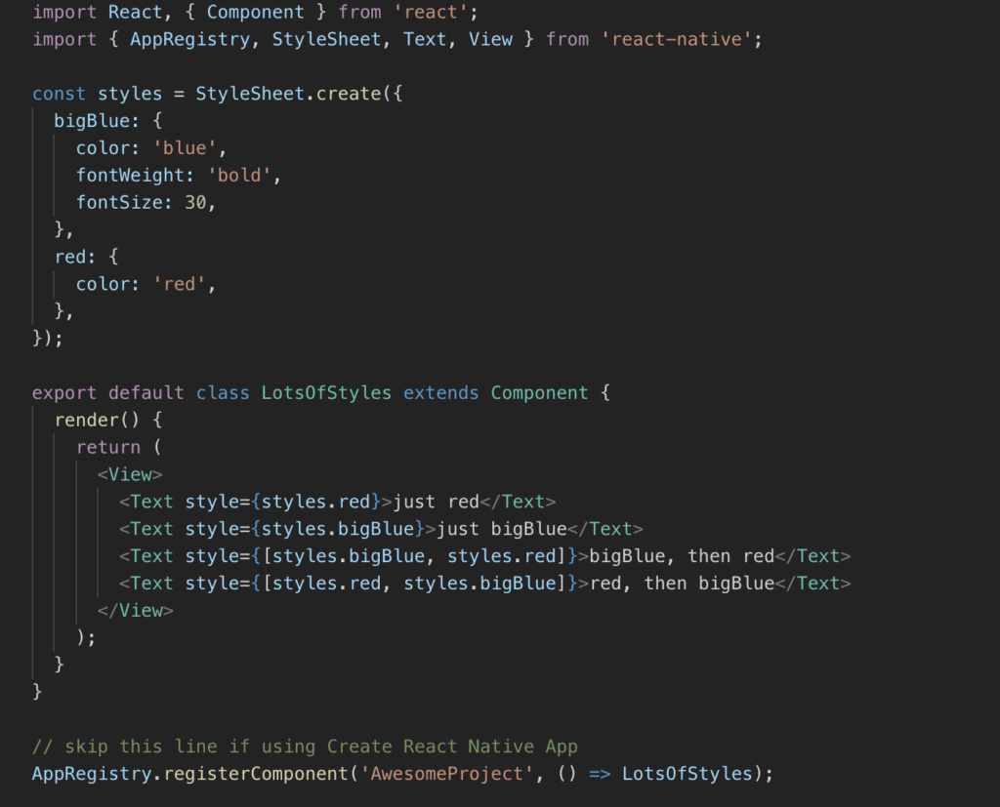 import React, { Component } from 'react';
import { AppRegistry, StyleSheet, Text, View } from 'react-native';

const styles = StyleSheet.create({
  bigBlue: {
    color: 'blue',
    fontWeight: 'bold',
    fontSize: 30,
  },
  red: {
    color: 'red',
  },
});

export default class LotsOfStyles extends Component {
  render() {
    return (
      <View>
        <Text style={styles.red}>just red</Text>
        <Text style={styles.bigBlue}>just bigBlue</Text>
        <Text style={[styles.bigBlue, styles.red]}>bigBlue, then red</Text>
        <Text style={[styles.red, styles.bigBlue]}>red, then bigBlue</Text>
      </View>
    );
  }
}

// skip this line if using Create React Native App
AppRegistry.registerComponent('AwesomeProject', () => LotsOfStyles);